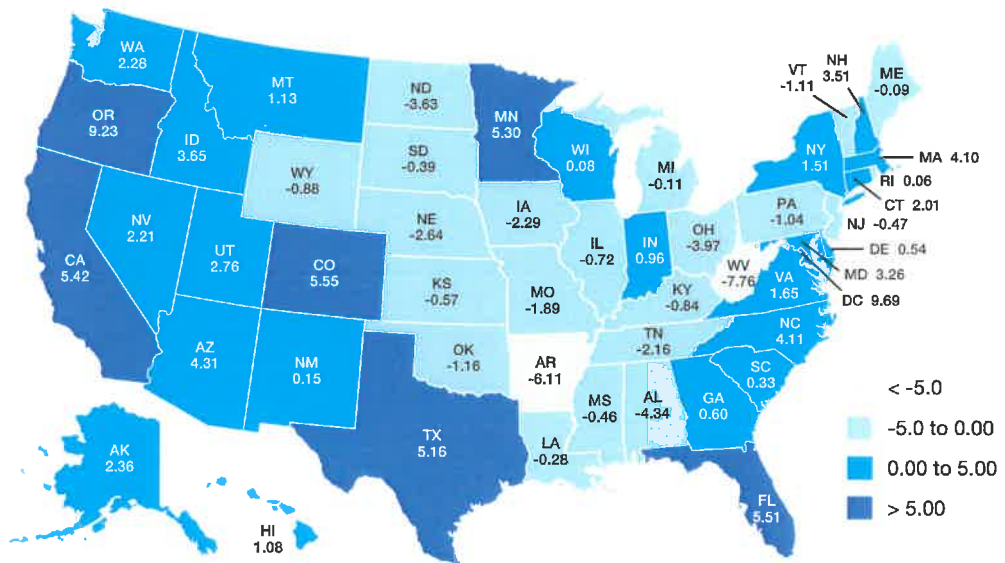 WA
2.28
OR
9.23
CA
5.42
NV
2.21
ID
3.65
MT
1.13
WY
-0.88
UT
2.76
CO
5.55
AZ
4.31
NM
0.15
ND
-3.63
SD
-0.39
NE
-2.64
KS
-0.57
OK
-1.16
TX
5.16
MN
5.30
IA
-2.29
MO
-1.89
AR
-6.11
LA
-0.28
WI
0.08
IL
-0.72
MI
-0.11
IN
0.96
OH
-3.97
KY
-0.84
TN
-2.16
MS
-0.46
AL
-4.34
GA
0.60
FL
5.51
SC
0.33
NC
4.11
VA
1.65
WV
-7.76
PA
-1.04
NY
1.51
VT
-1.11
NH
3.51
ME
-0.09
MA 4.10
RI 0.06
CT 2.01
NJ -0.47
DE 0.54
MD 3.26
DC 9.69
AK
2.36
HI
1.08
< -5.0
-5.0 to 0.00
0.00 to 5.00
> 5.00